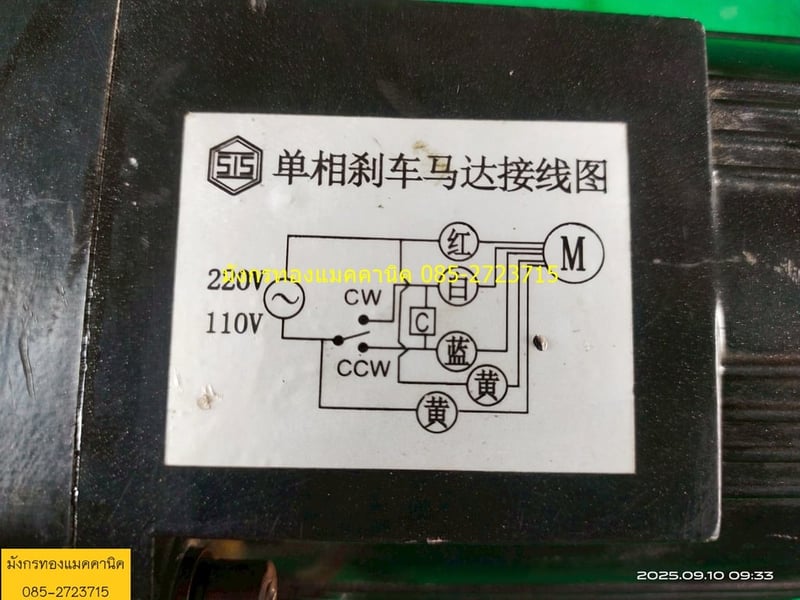 SIS 单相刹车马达接线图
220V
110V
CW
CCW
C
红
白
蓝
黄
黄
M
มังกรทองแมคคานิค 085-2723715
มังกรทองแมคคานิค
085-2723715
2025.09.10 09:33